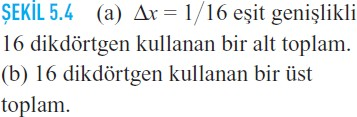 ŞEKİL 5.4 (a) Δx = 1/16 eşit genişlikli
16 dikdörtgen kullanan bir alt toplam.
(b) 16 dikdörtgen kullanan bir üst
toplam.